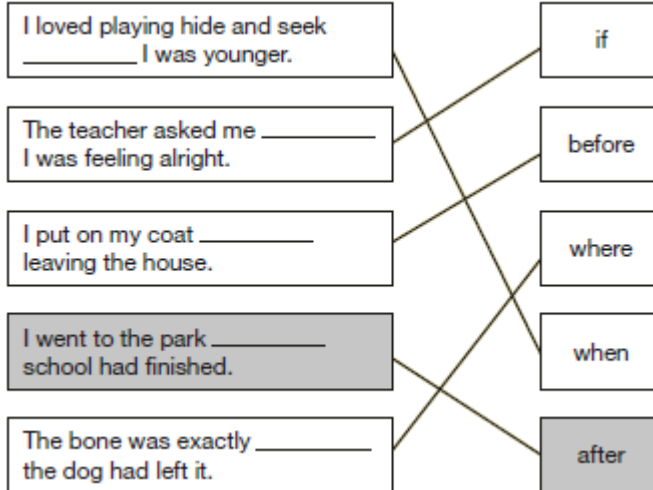 I loved playing hide and seek
_________ I was younger.
if
The teacher asked me _________
I was feeling alright.
before
I put on my coat _________
leaving the house.
where
I went to the park _________
school had finished.
when
The bone was exactly _________
the dog had left it.
after